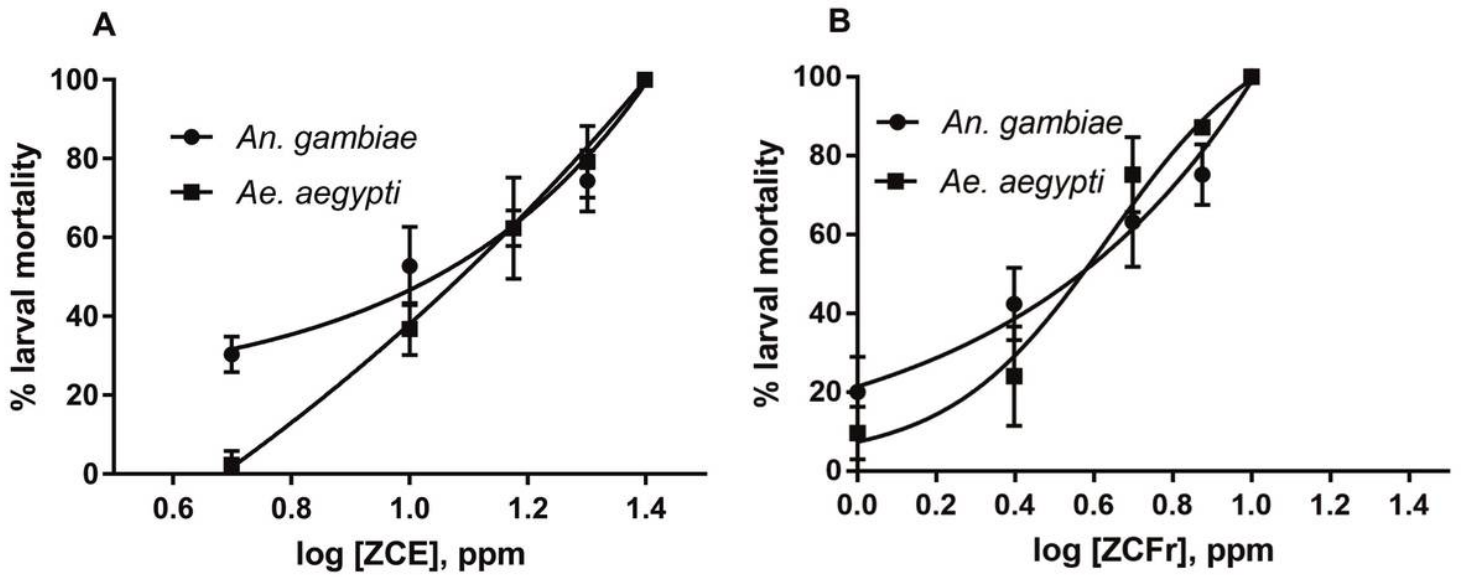 A
% larval mortality
100
80
60
40
20
0
An. gambiae
Ae. aegypti
0.6 0.8 1.0 1.2 1.4
log [ZCE], ppm
B
% larval mortality
100
80
60
40
20
0
An. gambiae
Ae. aegypti
0.0 0.2 0.4 0.6 0.8 1.0 1.2 1.4
log [ZCFr], ppm